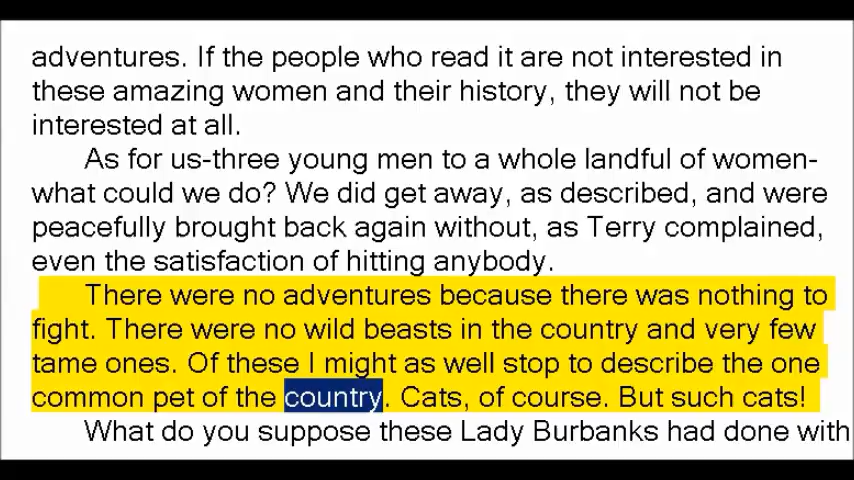 adventures. If the people who read it are not interested in
these amazing women and their history, they will not be
interested at all.
As for us-three young men to a whole landful of women-
what could we do? We did get away, as described, and were
peacefully brought back again without, as Terry complained,
even the satisfaction of hitting anybody.
There were no adventures because there was nothing to
fight. There were no wild beasts in the country and very few
tame ones. Of these I might as well stop to describe the one
common pet of the country. Cats, of course. But such cats!
What do you suppose these Lady Burbanks had done with